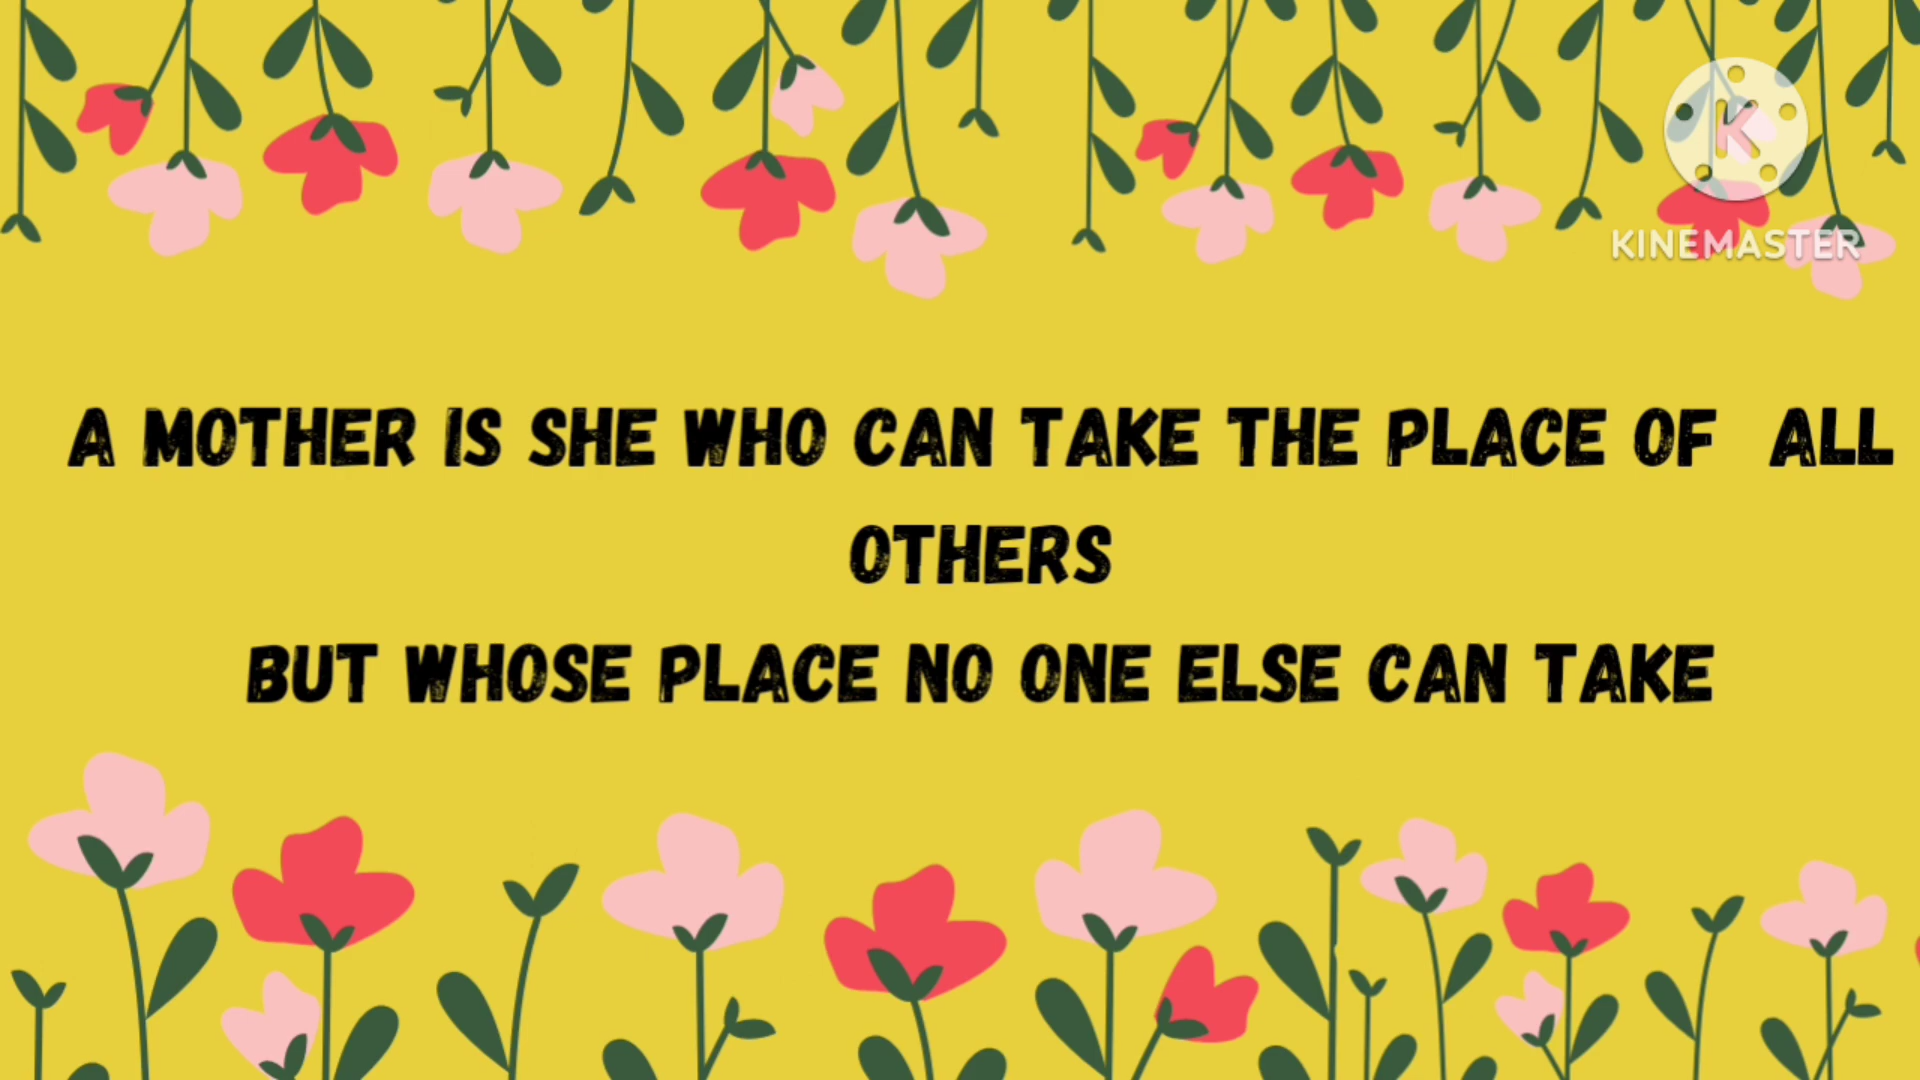 K
KINEMASTER
A MOTHER IS SHE WHO CAN TAKE THE PLACE OF ALL
OTHERS
BUT WHOSE PLACE NO ONE ELSE CAN TAKE